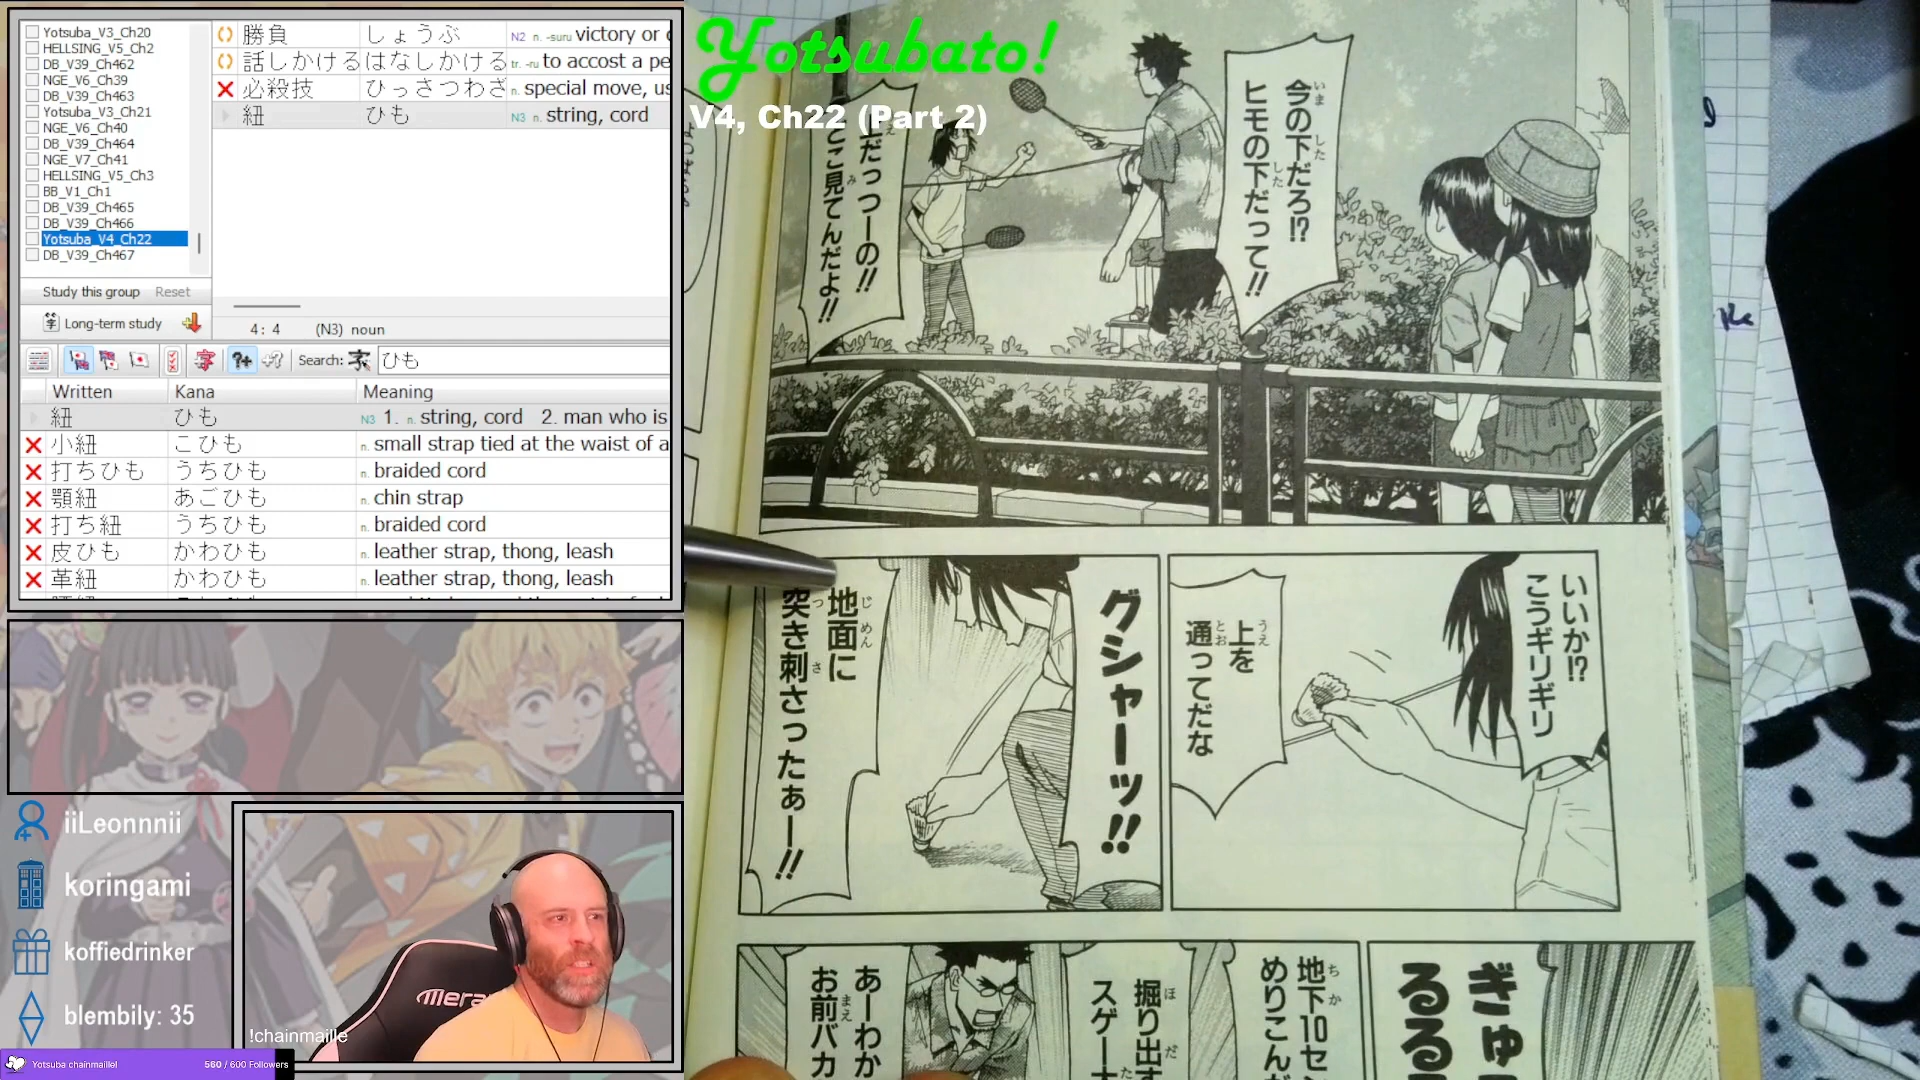 Yotsuba_V3_Ch20
HELLSING_V5_Ch2
DB_V39_Ch462
NGE_V6_Ch39
DB_V39_Ch463
Yotsuba_V3_Ch21
NGE_V6_Ch40
DB_V39_Ch464
NGE_V7_Ch41
HELLSING_V5_Ch3
BB_V1_Ch1
DB_V39_Ch465
DB_V39_Ch466
Yotsuba_V4_Ch22
DB_V39_Ch467
Study this group Reset
Long-term study
勝負 しょうぶ N2 n. -suru victory or
話しかける はなしかける tr. -ru to accost a pe
必殺技 ひっさつわざ n. special move, us
紐 ひも N3 n. string, cord
4: 4 (N3) noun
Search: ひも
Written Kana Meaning
紐 ひも N3 1. n. string, cord 2. man who is
小紐 こひも n. small strap tied at the waist of a
打ちひも うちひも n. braided cord
顎紐 あごひも n. chin strap
打ち紐 うちひも n. braided cord
皮ひも かわひも n. leather strap, thong, leash
革紐 かわひも n. leather strap, thong, leash
Yotsubato!
V4, Ch22 (Part 2)
今の下だろ!?
ヒモの下だって!!
上だっつーの!!
どこ見てんだよ!!
いいか!?
こうギリギリ
上を
通ってだな
グシャーッ!!
地面に
突き刺さったぁー!!
ぎゅ
るる
地下10セン
めりこん
掘り出す
スゲー
あーわか
お前バカ
iiLeonnnii
koringami
koffiedrinker
blembily: 35
!chainmaille
Yotsuba chainmaillel
560 / 600 Followers